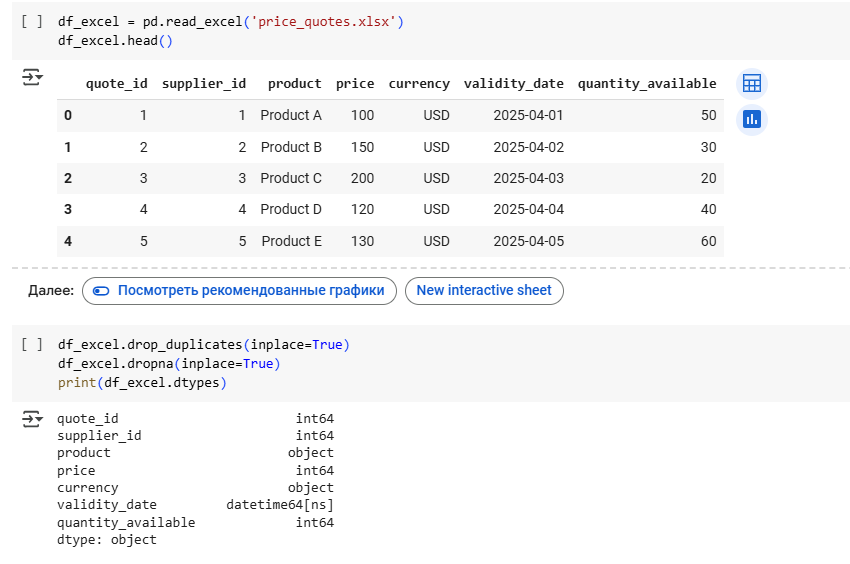 [ ] df_excel = pd.read_excel('price_quotes.xlsx')
df_excel.head()
quote_id supplier_id product price currency validity_date quantity_available
0 1 1 Product A 100 USD 2025-04-01 50
1 2 2 Product B 150 USD 2025-04-02 30
2 3 3 Product C 200 USD 2025-04-03 20
3 4 4 Product D 120 USD 2025-04-04 40
4 5 5 Product E 130 USD 2025-04-05 60
Далее: Посмотреть рекомендованные графики New interactive sheet
[ ] df_excel.drop_duplicates(inplace=True)
df_excel.dropna(inplace=True)
print(df_excel.dtypes)
quote_id int64
supplier_id int64
product object
price int64
currency object
validity_date datetime64[ns]
quantity_available int64
dtype: object